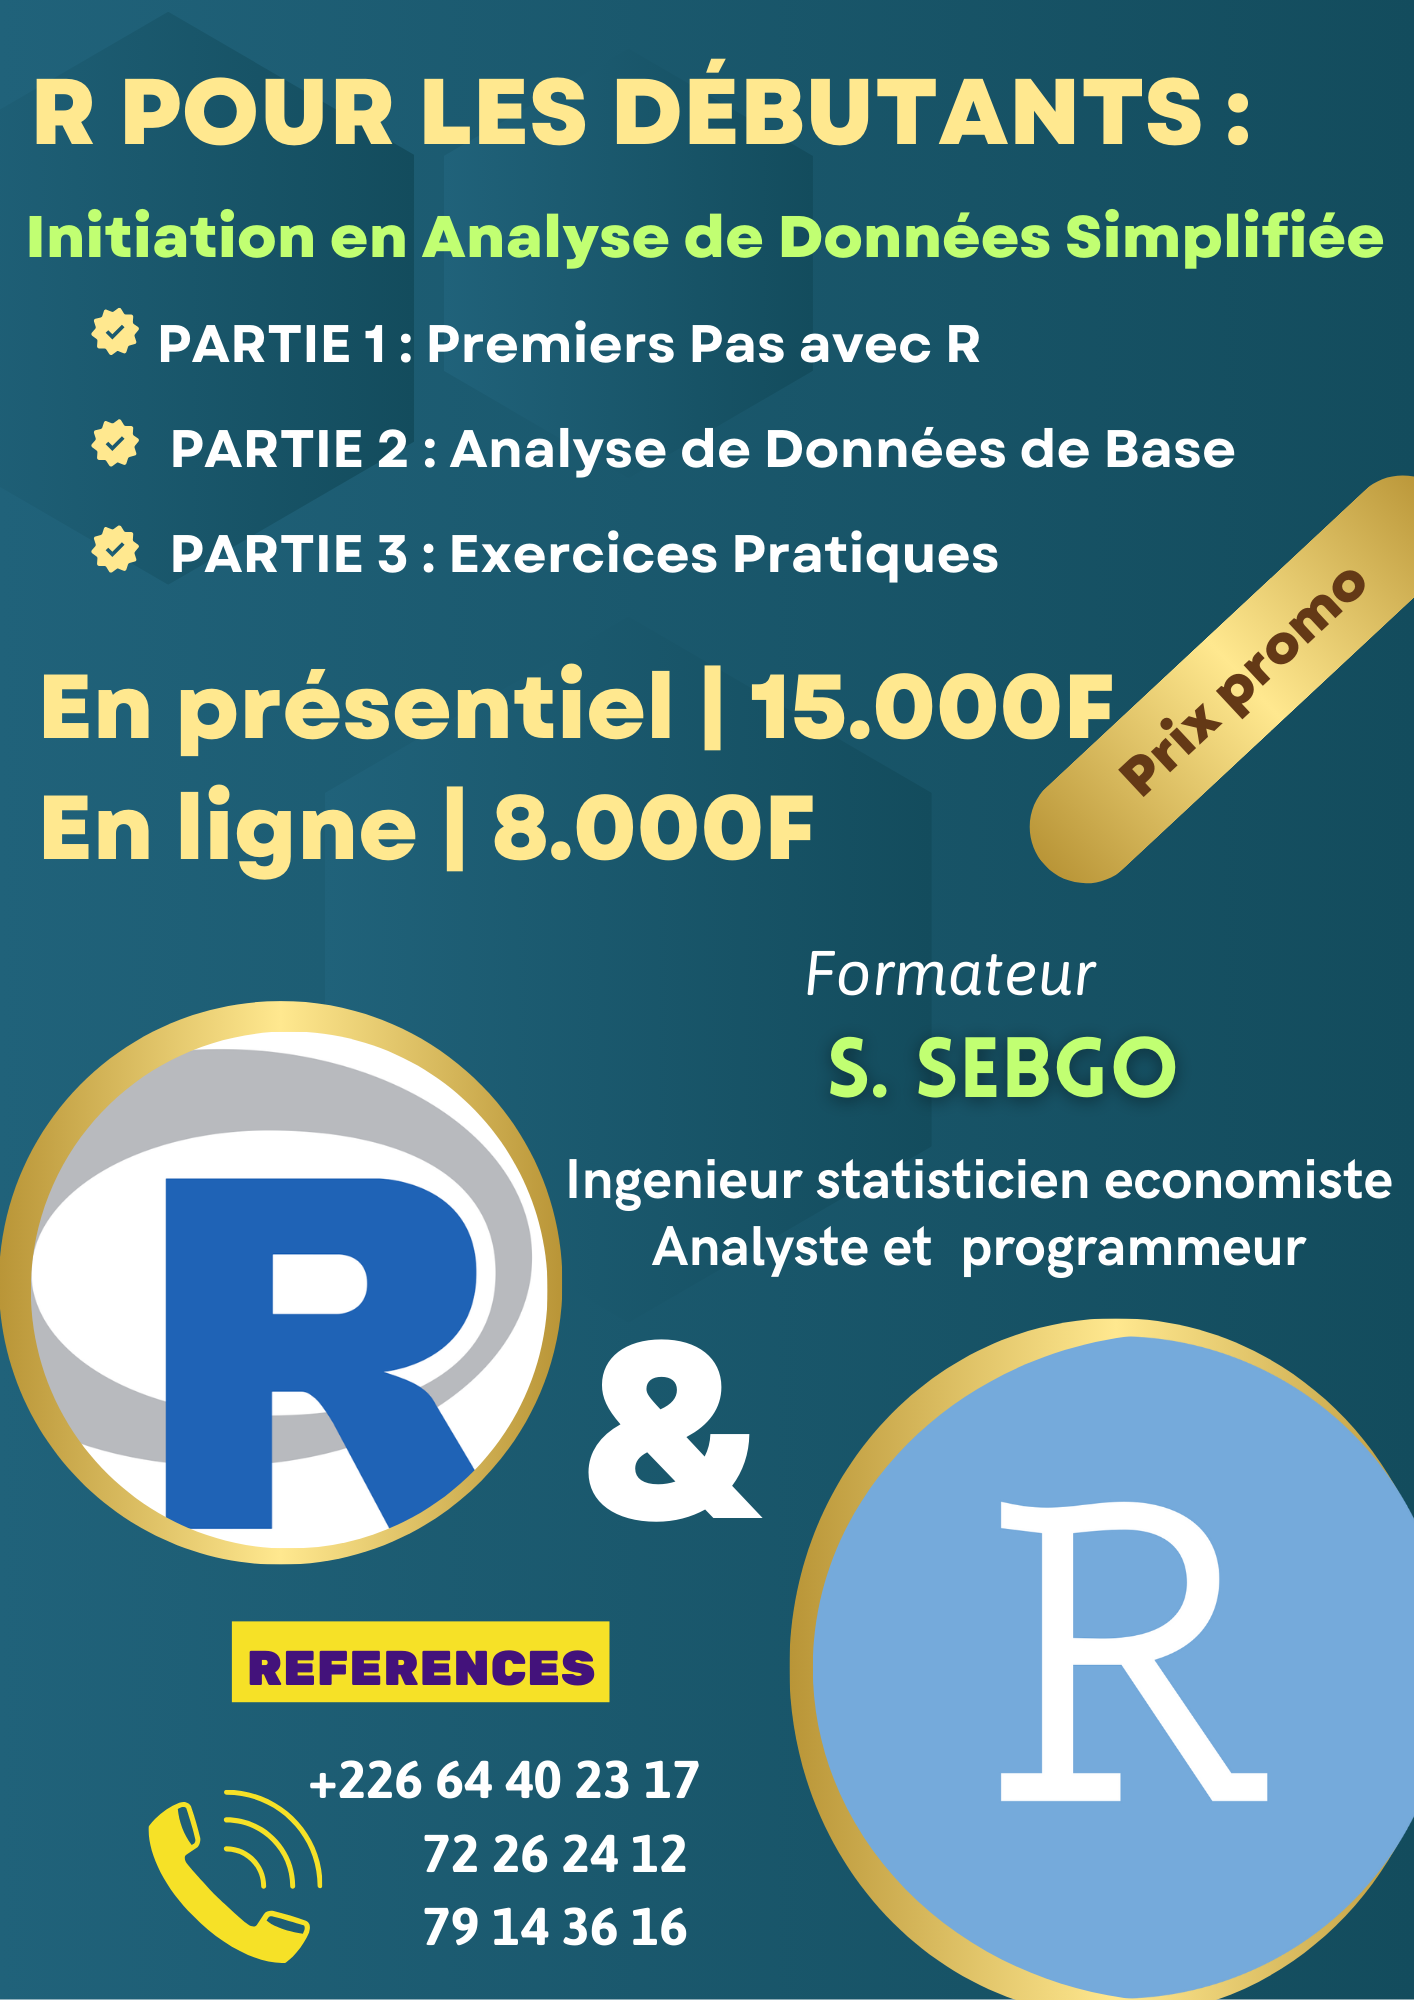 R POUR LES DÉBUTANTS :
Initiation en Analyse de Données Simplifiée
PARTIE 1 : Premiers Pas avec R
PARTIE 2 : Analyse de Données de Base
PARTIE 3 : Exercices Pratiques
En présentiel | 15.000F
En ligne | 8.000F
Prix promo
Formateur
S. SEBGO
Ingenieur statisticien economiste
Analyste et programmeur
R
&
R
REFERENCES
+226 64 40 23 17
72 26 24 12
79 14 36 16